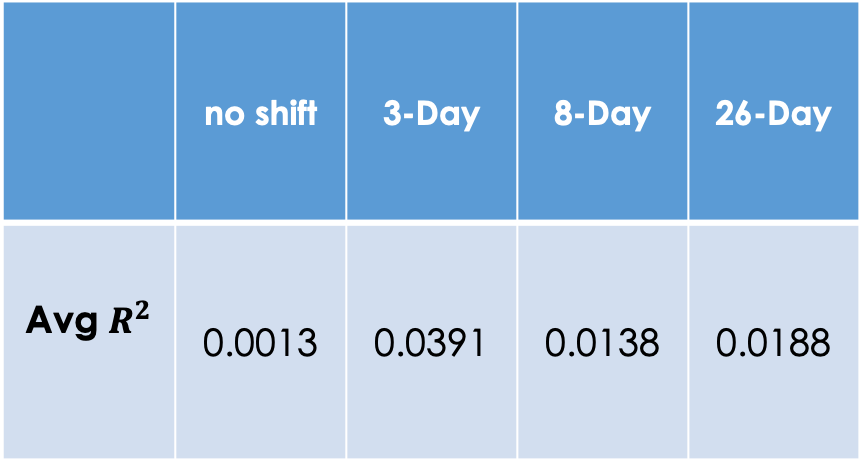 no shift 3-Day 8-Day 26-Day
Avg R² 0.0013 0.0391 0.0138 0.0188